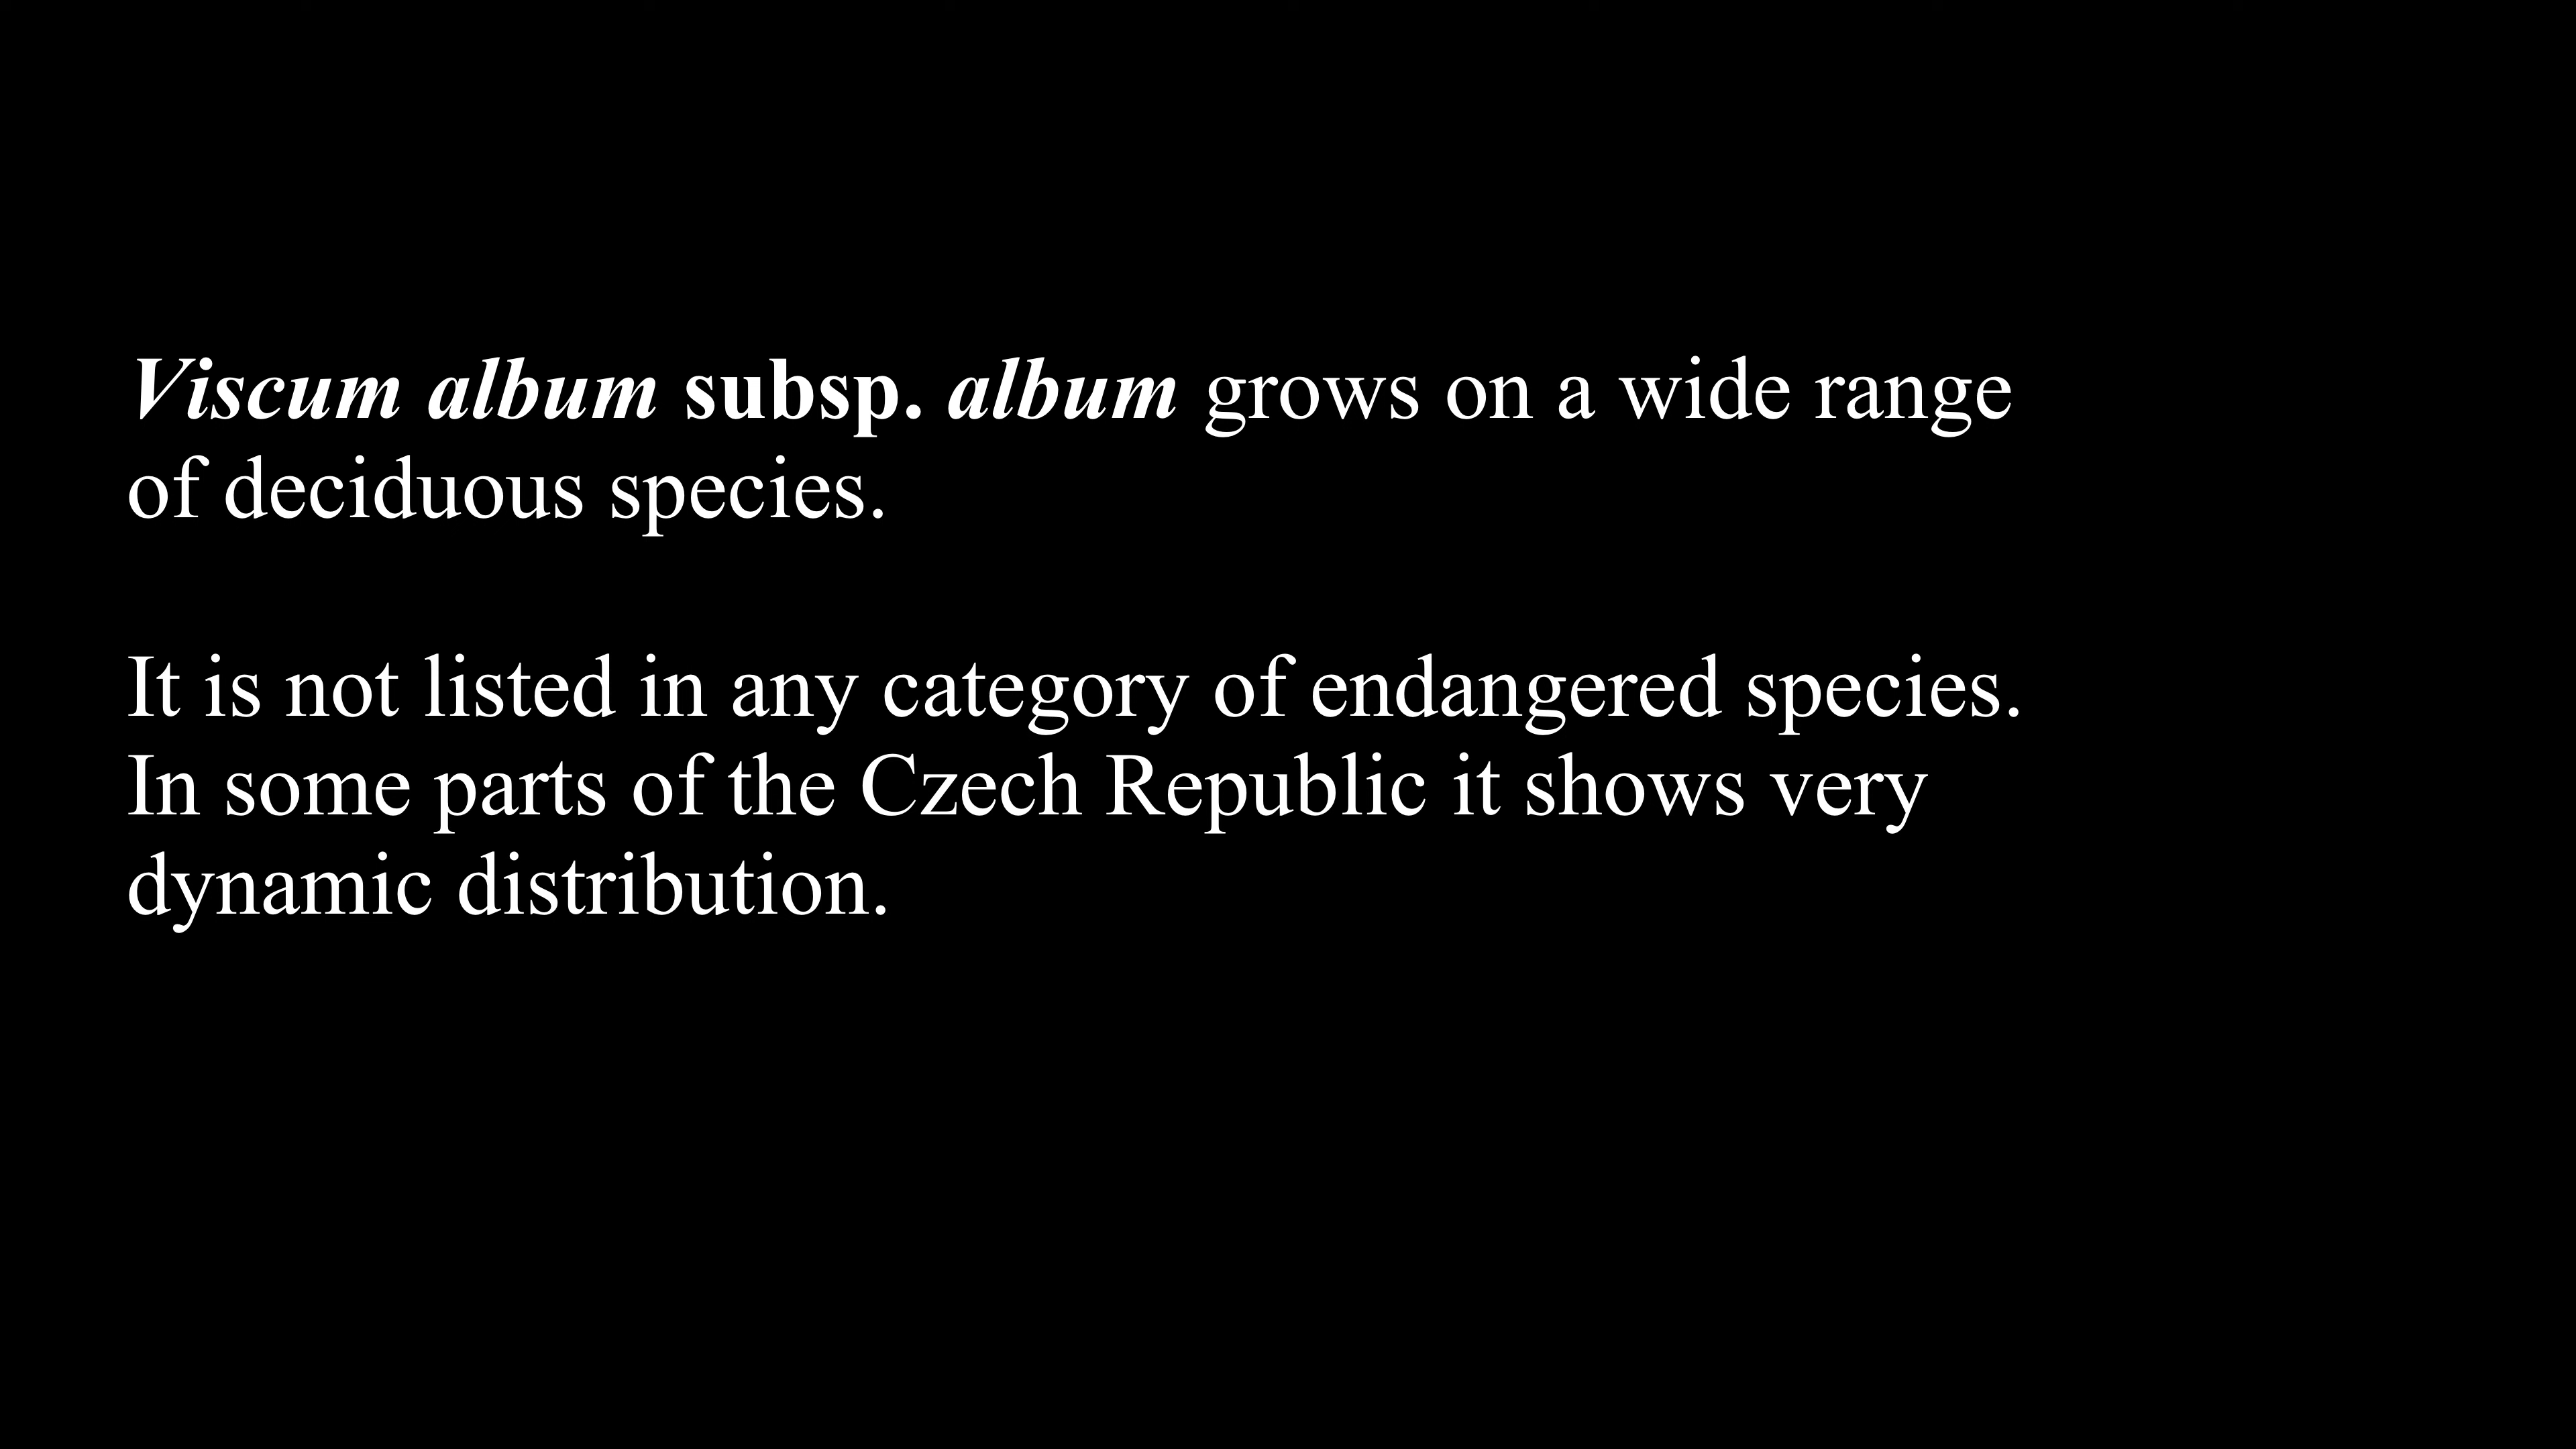 Viscum album subsp. album grows on a wide range
of deciduous species.
It is not listed in any category of endangered species.
In some parts of the Czech Republic it shows very
dynamic distribution.